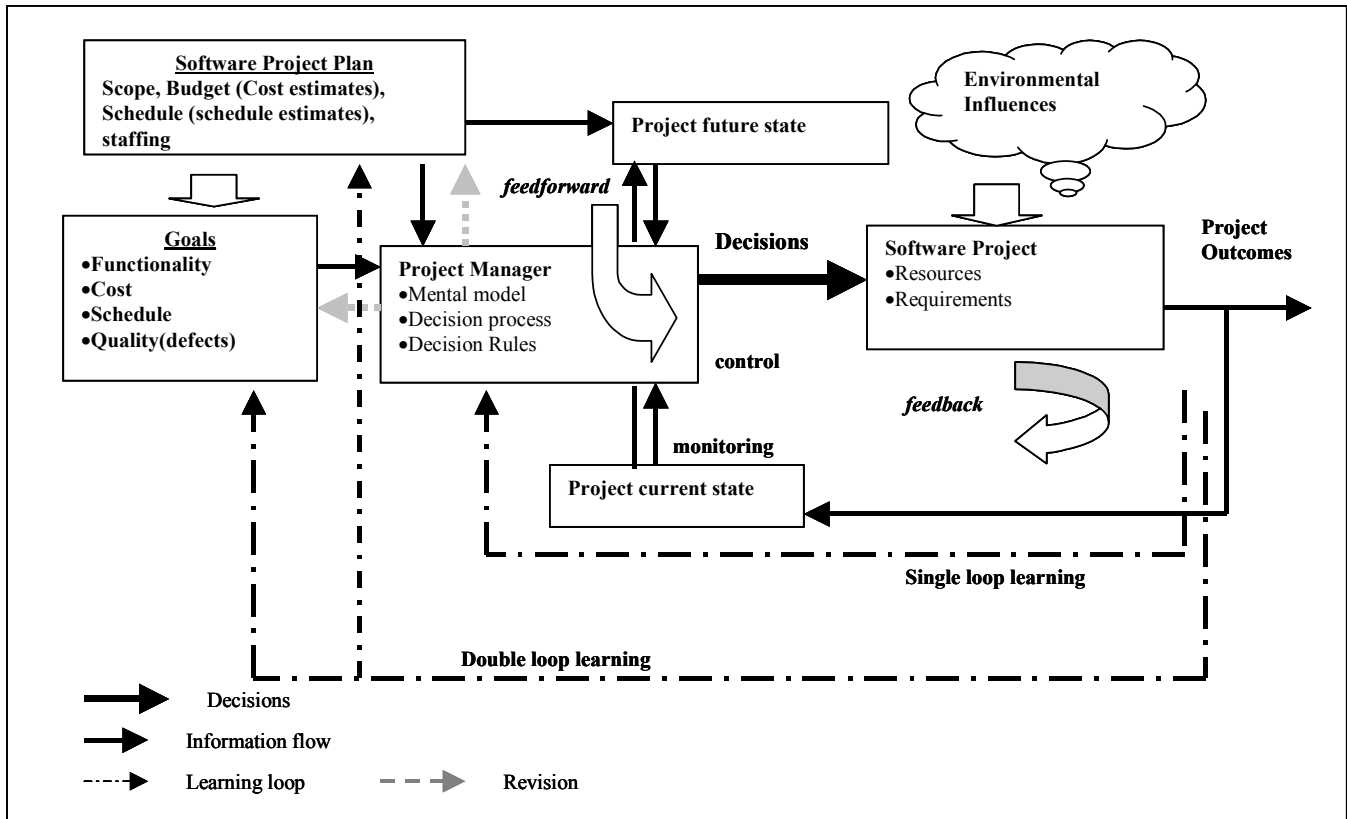 Software Project Plan
Scope, Budget (Cost estimates),
Schedule (schedule estimates),
staffing
Project future state
Environmental
Influences
feedforward
Goals
•Functionality
•Cost
•Schedule
•Quality(defects)
Project Manager
•Mental model
•Decision process
•Decision Rules
Decisions
control
Software Project
•Resources
•Requirements
Project
Outcomes
feedback
monitoring
Project current state
Single loop learning
Double loop learning
Decisions
Information flow
Learning loop
Revision